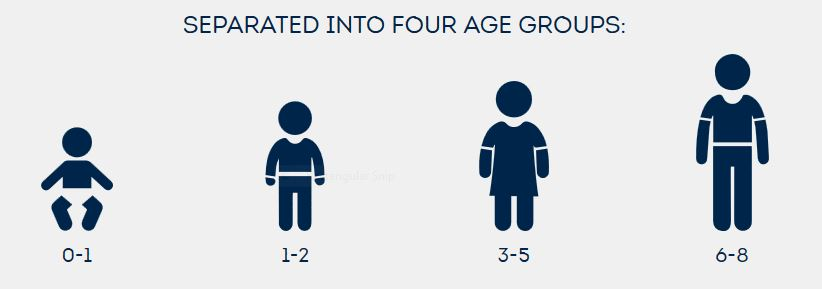 SEPARATED INTO FOUR AGE GROUPS:
0-1 1-2 3-5 6-8